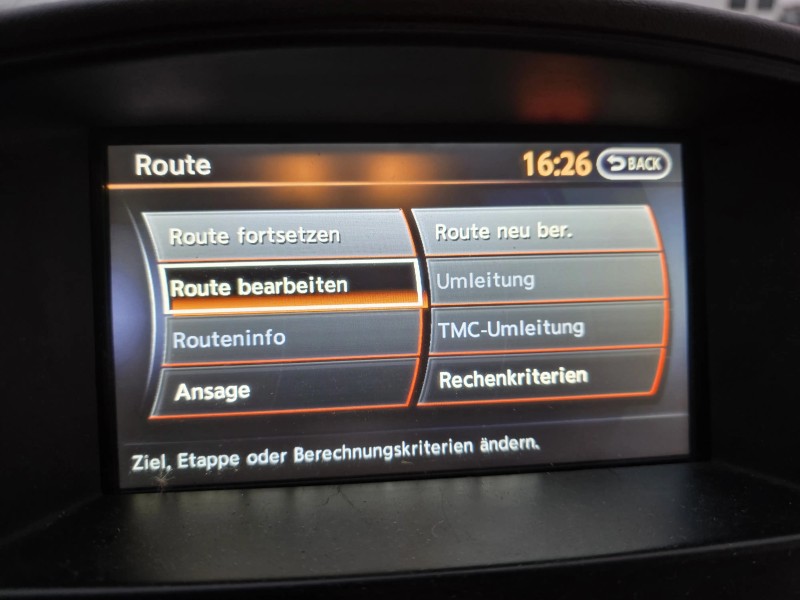 Route
16:26
BACK
Route fortsetzen
Route neu ber.
Route bearbeiten
Umleitung
Routeninfo
TMC-Umleitung
Ansage
Rechenkriterien
Ziel, Etappe oder Berechnungskriterien ändern.